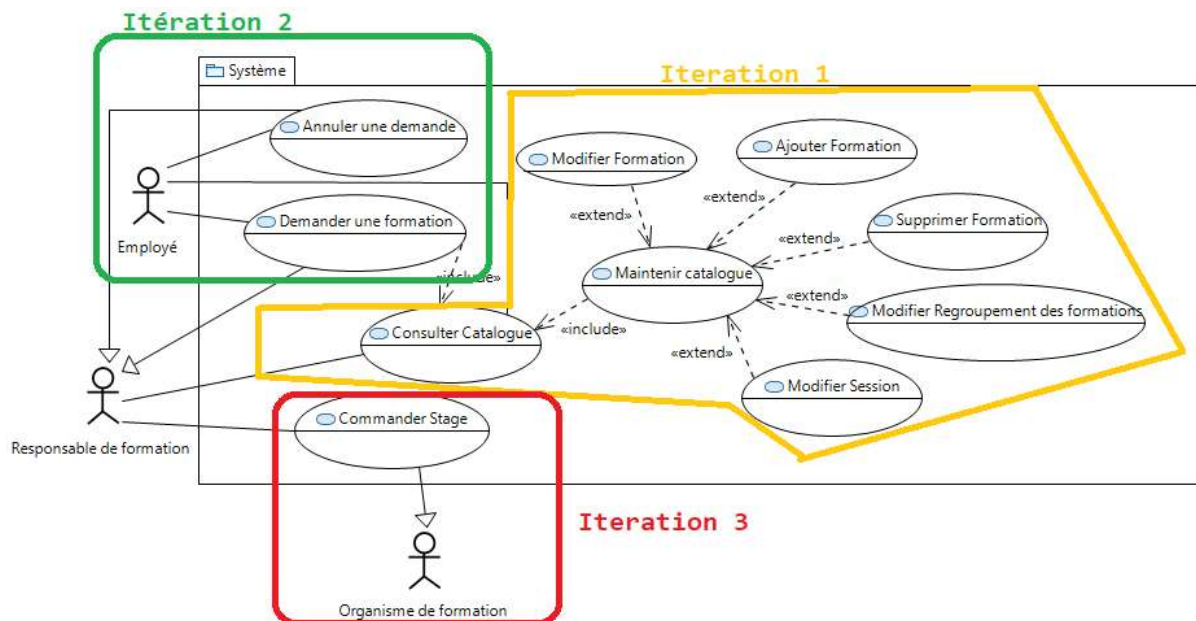 Itération 2
Système
Iteration 1
Annuler une demande
Modifier Formation
Ajouter Formation
«extend»
«extend»
Demander une formation
Supprimer Formation
«extend»
Employé
«include»
Maintenir catalogue
«extend»
Modifier Regroupement des formations
Consulter Catalogue
«include»
«extend»
Modifier Session
Commander Stage
Responsable de formation
Iteration 3
Organisme de formation